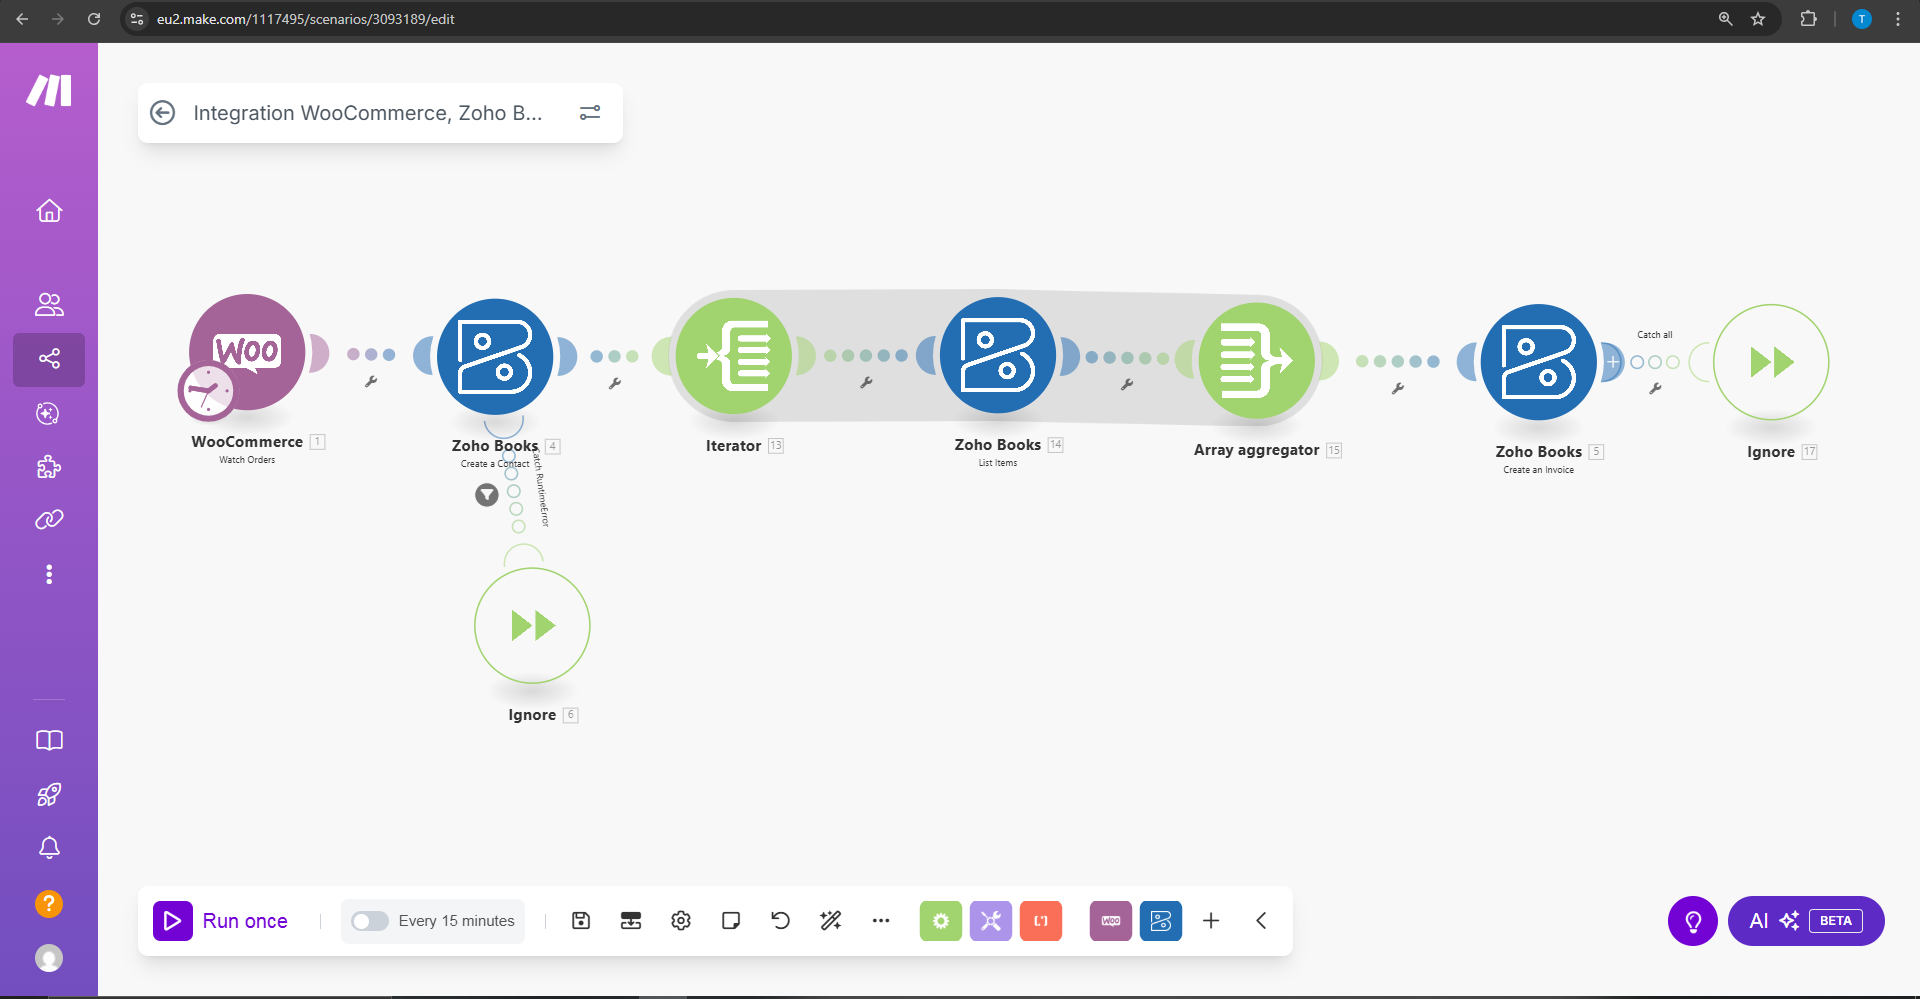 eu2.make.com/1117495/scenarios/3093189/edit
T
Integration WooCommerce, Zoho B...
Catch all
WOO
WooCommerce 1
Watch Orders
Zoho Books 4
Create a Contact
Iterator 13
Zoho Books 14
List Items
Array aggregator 15
Zoho Books 5
Create an Invoice
Ignore 17
Catch RuntimeError
Ignore 6
?
Run once
Every 15 minutes
WOO
AI BETA